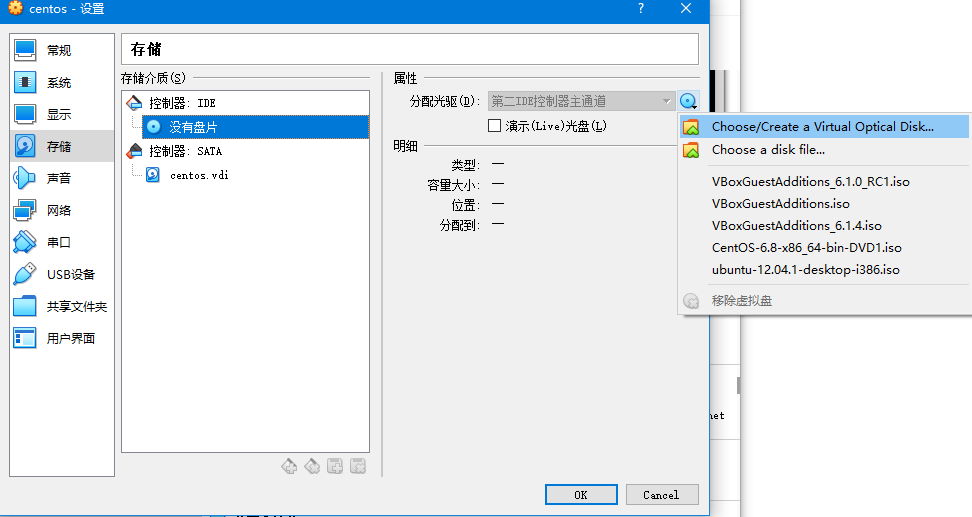 centos - 设置
? ×
常规
系统
显示
存储
声音
网络
串口
USB设备
共享文件夹
用户界面
存储
存储介质(S)
控制器: IDE
没有盘片
控制器: SATA
centos.vdi
属性
分配光驱(D): 第二IDE控制器主通道
演示(Live)光盘(L)
明细
类型: —
容量大小: —
位置: —
分配到: —
Choose/Create a Virtual Optical Disk...
Choose a disk file...
VBoxGuestAdditions_6.1.0_RC1.iso
VBoxGuestAdditions.iso
VBoxGuestAdditions_6.1.4.iso
CentOS-6.8-x86_64-bin-DVD1.iso
ubuntu-12.04.1-desktop-i386.iso
移除虚拟盘
net
OK Cancel